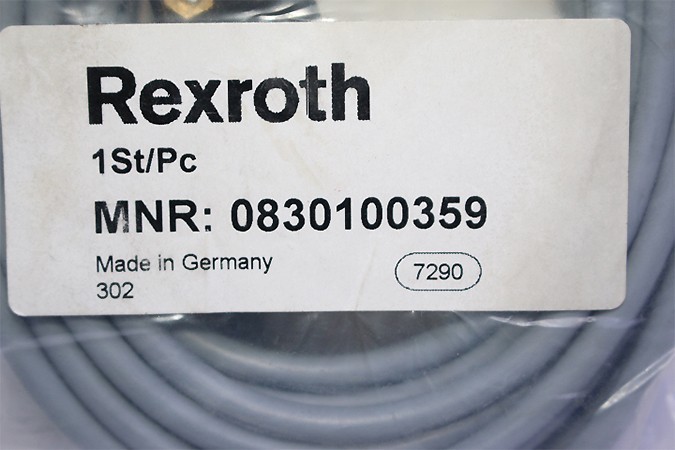 Rexroth
1St/Pc
MNR: 0830100359
Made in Germany
7290
302